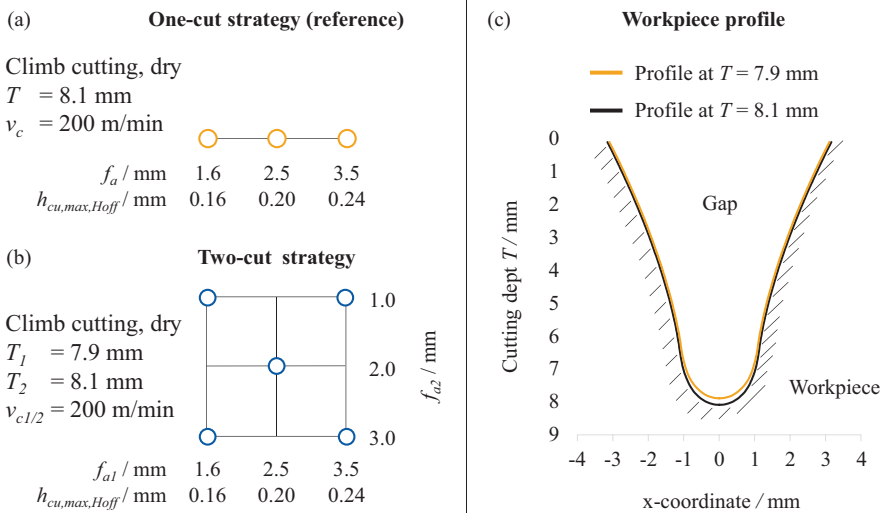 (a) One-cut strategy (reference)
Climb cutting, dry
T = 8.1 mm
v_c = 200 m/min
f_a / mm 1.6 2.5 3.5
h_cu,max,Hoff / mm 0.16 0.20 0.24
(b) Two-cut strategy
Climb cutting, dry
T_1 = 7.9 mm
T_2 = 8.1 mm
v_c1/2 = 200 m/min
1.0
2.0
3.0
f_a2 / mm
f_a1 / mm 1.6 2.5 3.5
h_cu,max,Hoff / mm 0.16 0.20 0.24
(c) Workpiece profile
Profile at T = 7.9 mm
Profile at T = 8.1 mm
Cutting dept T / mm
0
1
2
3
4
5
6
7
8
9
Gap
Workpiece
-4 -3 -2 -1 0 1 2 3 4
x-coordinate / mm